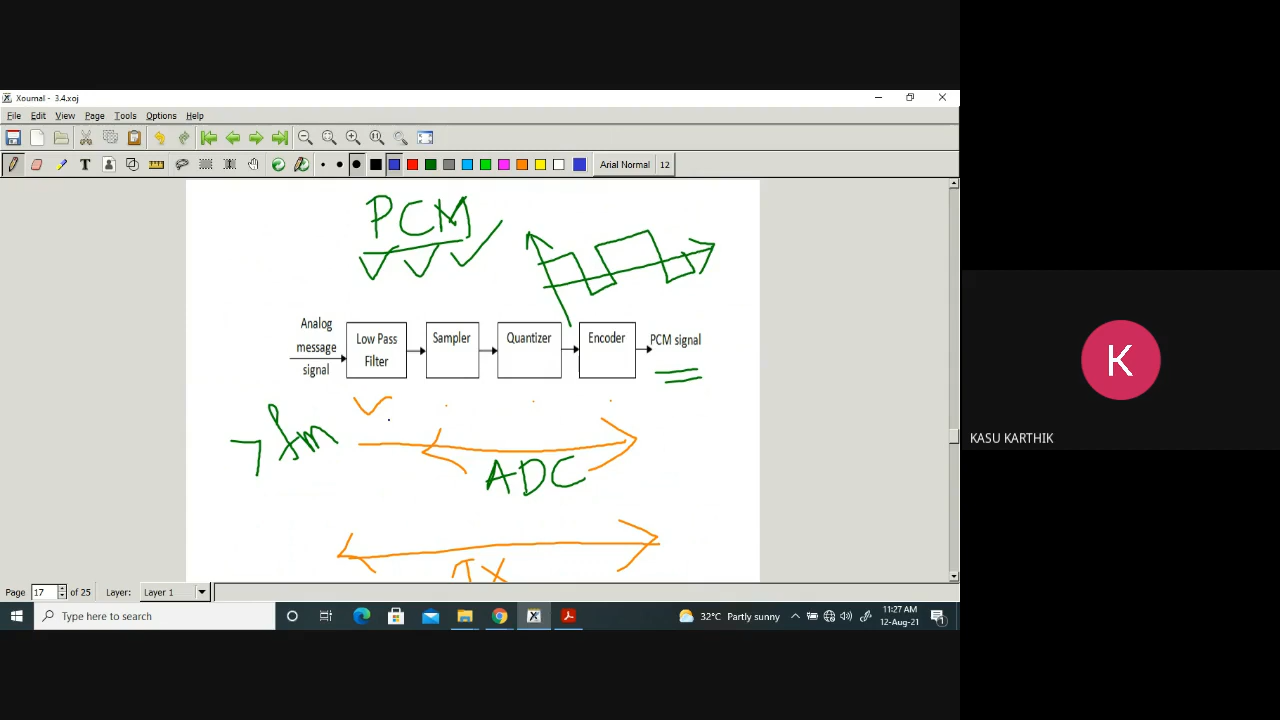 Xournal - 3.4.xoj
File Edit View Page Tools Options Help
Arial Normal 12
PCM
Analog message signal
Low Pass Filter
Sampler
Quantizer
Encoder
PCM signal
fm
ADC
TX
K
KASU KARTHIK
Page 17 of 25 Layer: Layer 1
Type here to search
32°C Partly sunny
11:27 AM
12-Aug-21